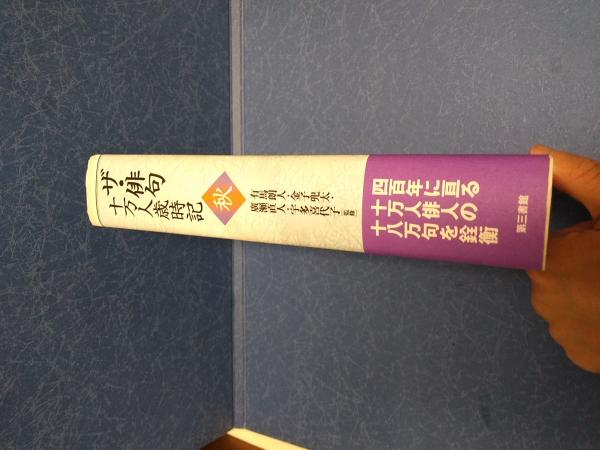 ザ・俳句
十万人歳時記
秋
有馬朗人・金子兜太・
廣瀬直人・宇多喜代子 監修
四百年に亘る
十万人俳人の
十八万句を銓衡
第三書館